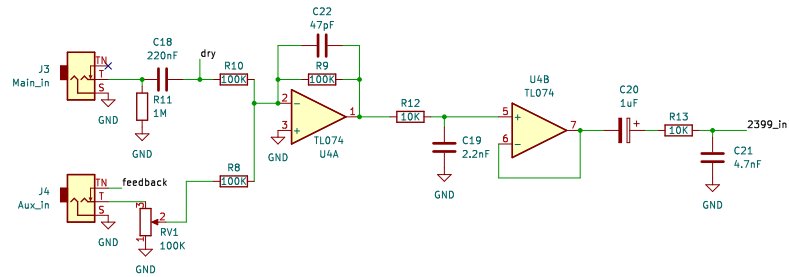 C22
47pF
C18
220nF
dry
J3
Main_in
TN
T
S
R10
100K
R9
100K
R11
1M
GND
GND
2
-
3
+
1
TL074
U4A
GND
R12
10K
C19
2.2nF
GND
U4B
TL074
5
+
6
-
7
C20
1uF
+
R13
10K
2399_in
C21
4.7nF
GND
R8
100K
J4
Aux_in
TN
T
S
feedback
GND
3
2
1
RV1
100K
GND